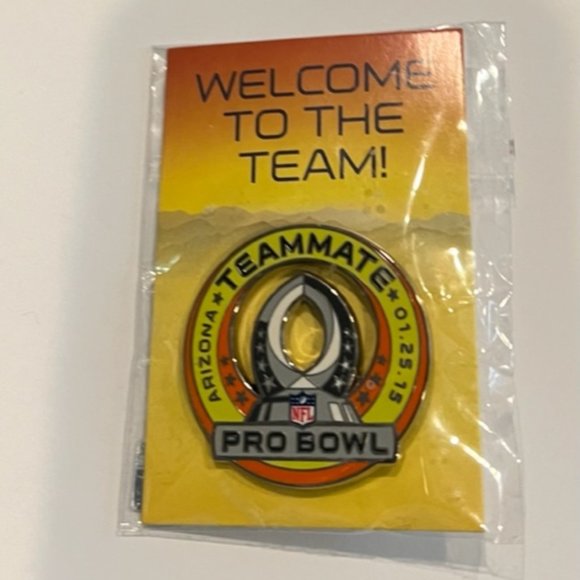 WELCOME
TO THE
TEAM!
TEAMMATE
ARIZONA
01.25.15
NFL
PRO BOWL